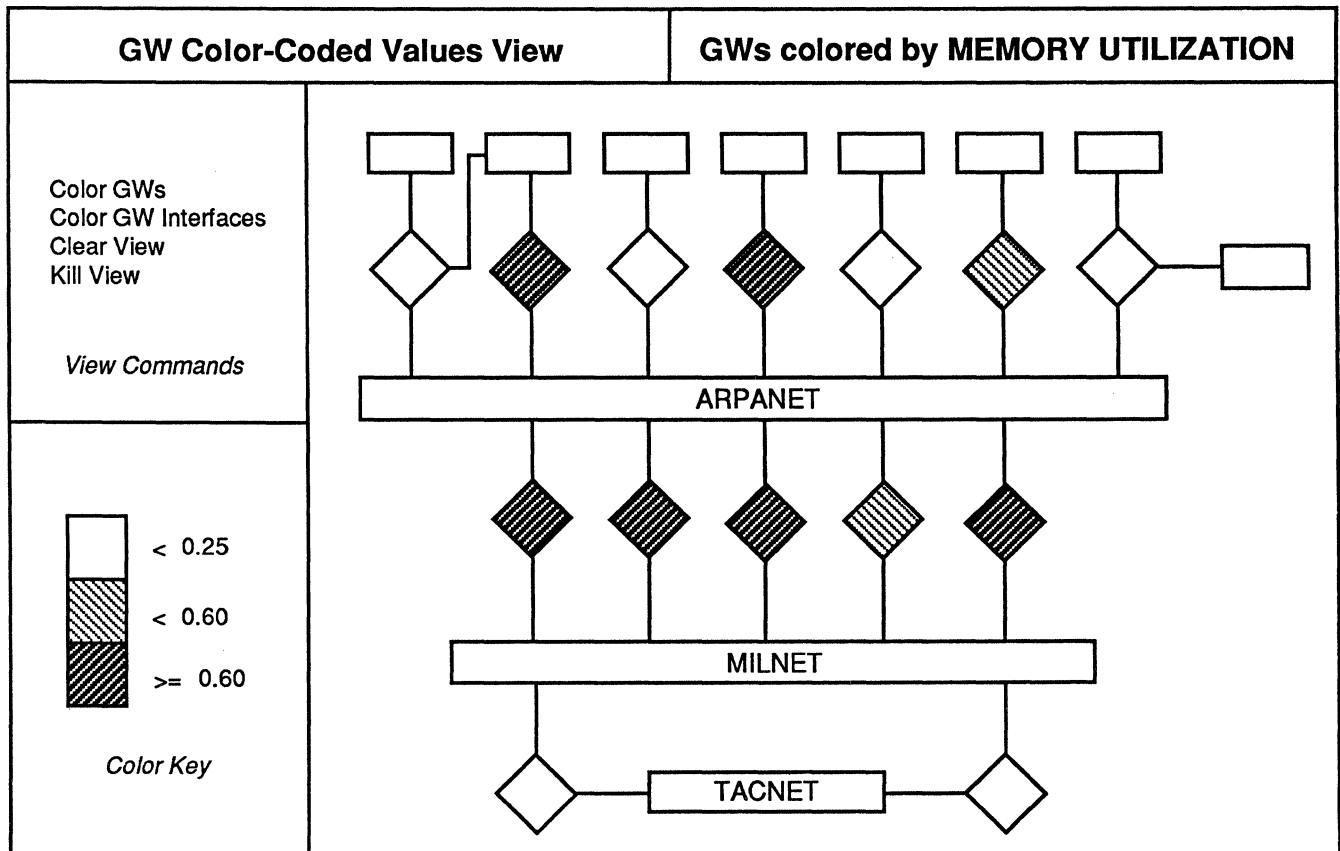 GW Color-Coded Values View
GWs colored by MEMORY UTILIZATION
Color GWs
Color GW Interfaces
Clear View
Kill View
View Commands
ARPANET
< 0.25
< 0.60
>= 0.60
Color Key
MILNET
TACNET